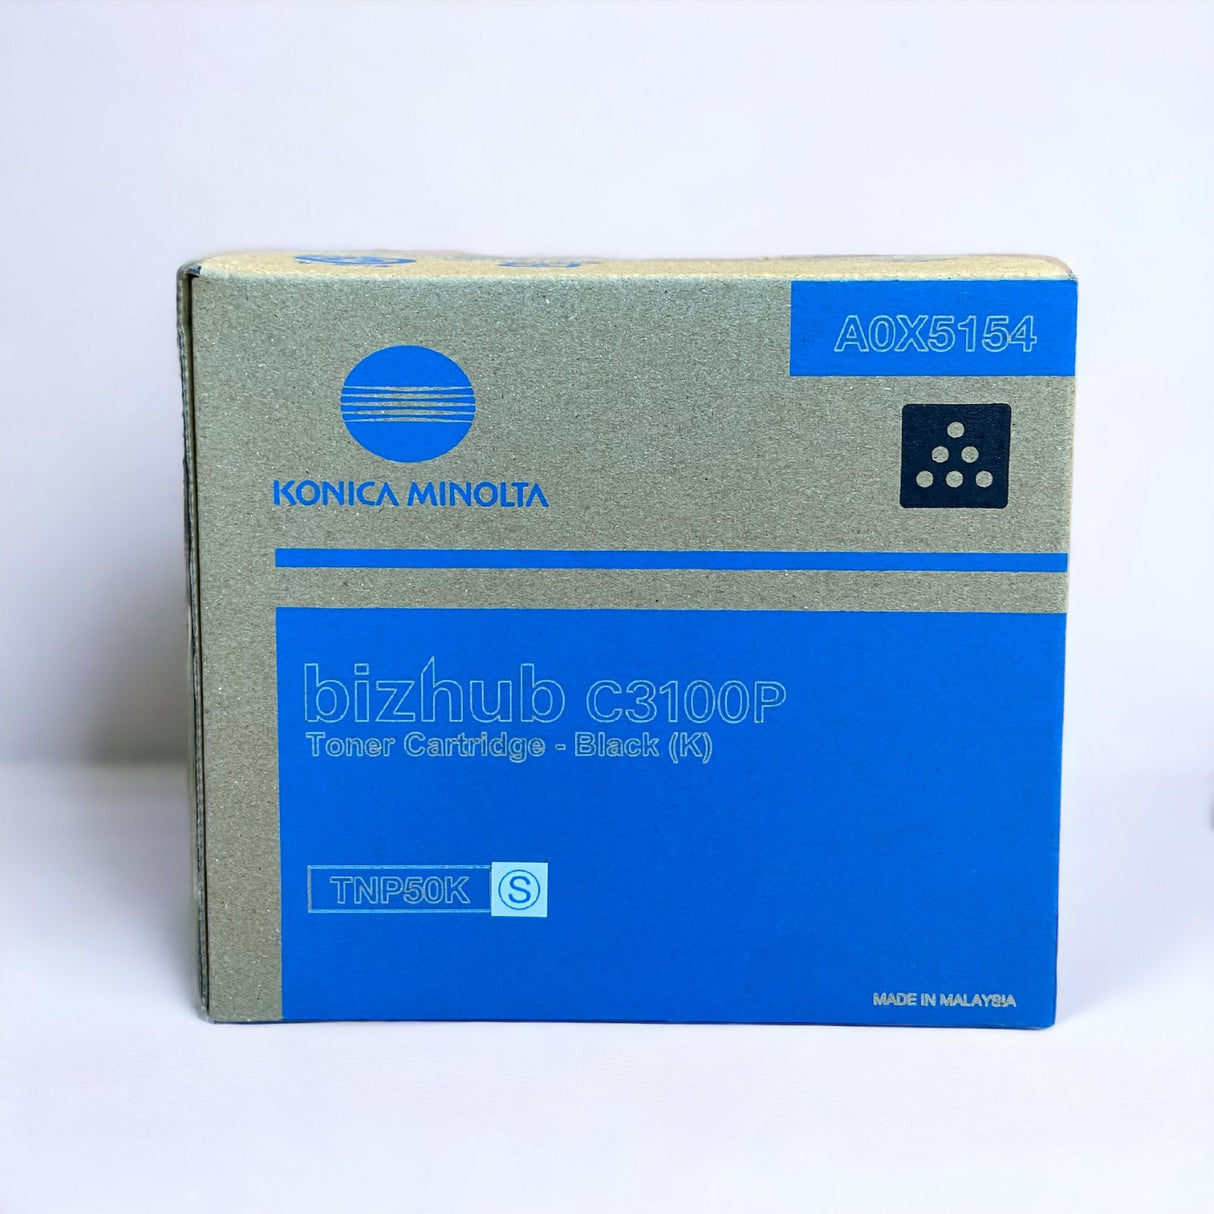 A0X5154
KONICA MINOLTA
bizhub C3100P
Toner Cartridge - Black (K)
TNP50K S
MADE IN MALAYSIA